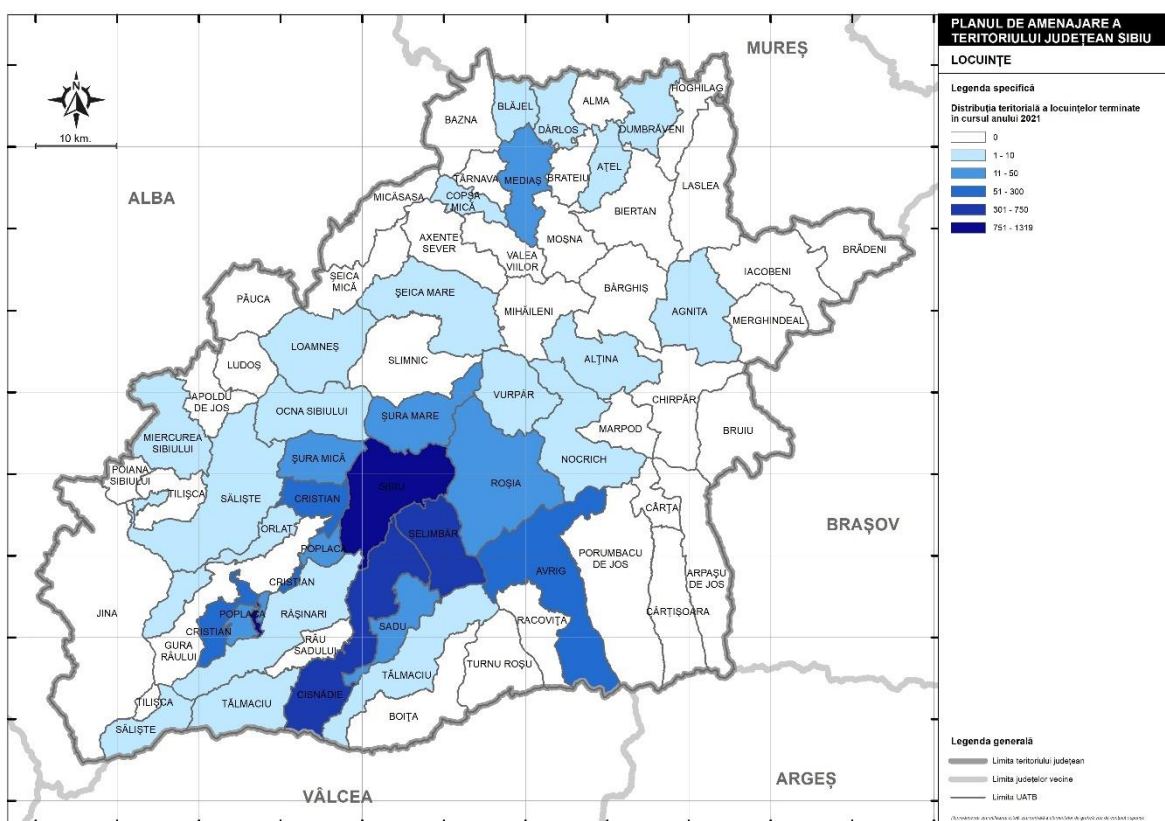 PLANUL DE AMENAJARE A
TERITORIULUI JUDEȚEAN SIBIU
LOCUINȚE
Legenda specifică
Distribuția teritorială a locuințelor terminate
în cursul anului 2021
0
1 - 10
11 - 50
51 - 300
301 - 750
751 - 1319
Legenda generală
Limita teritoriului județean
Limita județelor vecine
Limita UATB
N
10 km.
MUREȘ
ALBA
BRAȘOV
ARGEȘ
VÂLCEA
HOGHILAG
BLĂJEL
ALMA
BAZNA
DÂRLOS
DUMBRĂVENI
AȚEL
TÂRNAVA
MEDIAȘ
BRATEIU
LASLEA
MICĂSASA
COPȘA
MICĂ
BIERTAN
AXENTE
SEVER
MOȘNA
VALEA
VIILOR
BRĂDENI
IACOBENI
ȘEICA
MICĂ
ȘEICA MARE
BÂRGHIȘ
PĂUCA
MIHĂILENI
AGNITA
MERGHINDEAL
LOAMNEȘ
SLIMNIC
ALȚINA
LUDOȘ
APOLDU
DE JOS
VURPĂR
CHIRPĂR
OCNA SIBIULUI
ȘURA MARE
MARPOD
BRUIU
MIERCUREA
SIBIULUI
ȘURA MICĂ
NOCRICH
POIANA
SIBIULUI
TILIȘCA
SĂLIȘTE
CRISTIAN
SIBIU
ROȘIA
CÂRȚA
ORLAT
SELIMBĂR
POPLACA
PORUMBACU
DE JOS
AVRIG
ARPAȘU
DE JOS
CRISTIAN
JINA
POPLACA
RĂȘINARI
CÂRȚIȘOARA
CRISTIAN
SADU
RACOVIȚA
GURA
RÂULUI
RÂU
SADULUI
TURNU ROȘU
TĂLMACIU
TILIȘCA
TĂLMACIU
CISNĂDIE
BOIȚA
SĂLIȘTE